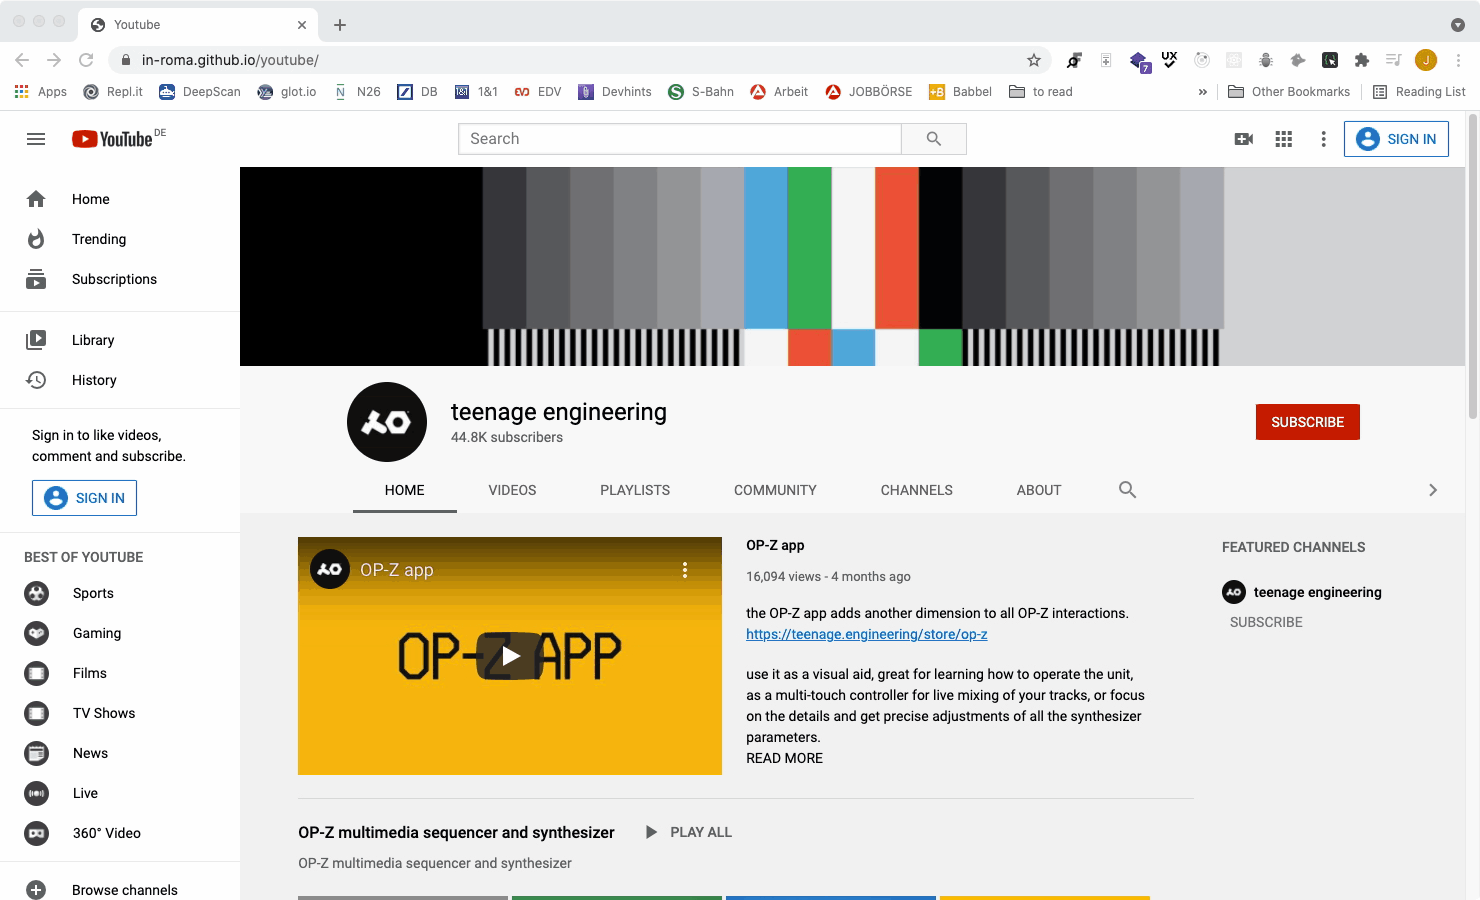 Youtube
in-roma.github.io/youtube/
7
UX
J
Apps
Repl.it
DeepScan
glot.io
N26
DB
1&1
EDV
Devhints
S-Bahn
Arbeit
JOBBÖRSE
Babbel
to read
»
Other Bookmarks
Reading List
YouTube DE
Search
SIGN IN
Home
Trending
Subscriptions
Library
History
Sign in to like videos,
comment and subscribe.
SIGN IN
BEST OF YOUTUBE
Sports
Gaming
Films
TV Shows
News
Live
360° Video
Browse channels
teenage engineering
44.8K subscribers
SUBSCRIBE
HOME
VIDEOS
PLAYLISTS
COMMUNITY
CHANNELS
ABOUT
OP-Z app
OP-Z APP
OP-Z app
16,094 views - 4 months ago
the OP-Z app adds another dimension to all OP-Z interactions.
https://teenage.engineering/store/op-z
use it as a visual aid, great for learning how to operate the unit,
as a multi-touch controller for live mixing of your tracks, or focus
on the details and get precise adjustments of all the synthesizer
parameters.
READ MORE
FEATURED CHANNELS
teenage engineering
SUBSCRIBE
OP-Z multimedia sequencer and synthesizer
PLAY ALL
OP-Z multimedia sequencer and synthesizer